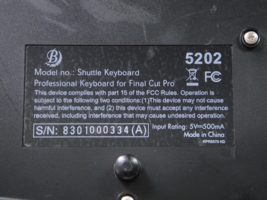 B
5202
Model no.: Shuttle Keyboard
Professional Keyboard for Final Cut Pro
FC
This device complies with part 15 of the FCC Rules. Operation is
subject to the following two conditions:(1)This device may not cause
harmful interference, and (2) this device must accept any interference
received, including interference that may cause undesired operation.
S/N: 8301000334(A)
Input Rating: 5V=500mA
Made in China